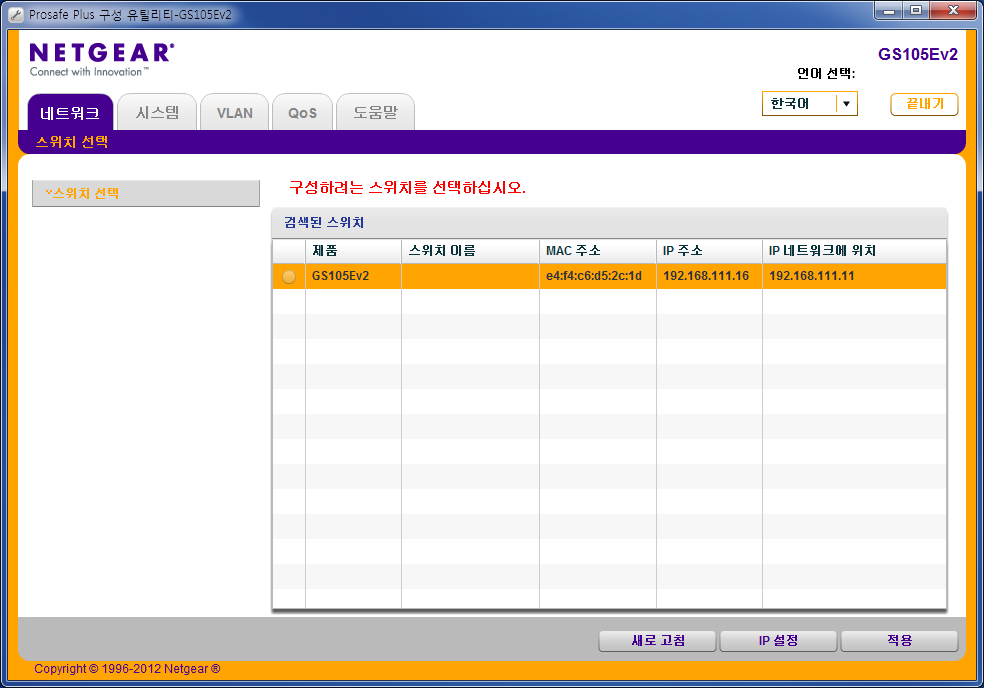 Prosafe Plus 구성 유틸리티-GS105Ev2
NETGEAR®
Connect with Innovation™
GS105Ev2
언어 선택:
한국어
끝내기
네트워크 시스템 VLAN QoS 도움말
스위치 선택
스위치 선택
구성하려는 스위치를 선택하십시오.
검색된 스위치
제품 스위치 이름 MAC 주소 IP 주소 IP 네트워크에 위치
GS105Ev2 e4:f4:c6:d5:2c:1d 192.168.111.16 192.168.111.11
새로 고침 IP 설정 적용
Copyright © 1996-2012 Netgear ®